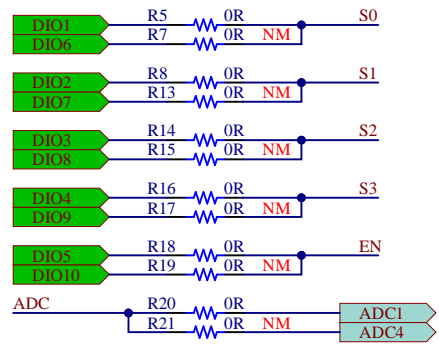 DIO1 R5 0R S0
DIO6 R7 0R NM
DIO2 R8 0R S1
DIO7 R13 0R NM
DIO3 R14 0R S2
DIO8 R15 0R NM
DIO4 R16 0R S3
DIO9 R17 0R NM
DIO5 R18 0R EN
DIO10 R19 0R NM
ADC R20 0R ADC1
R21 0R NM ADC4